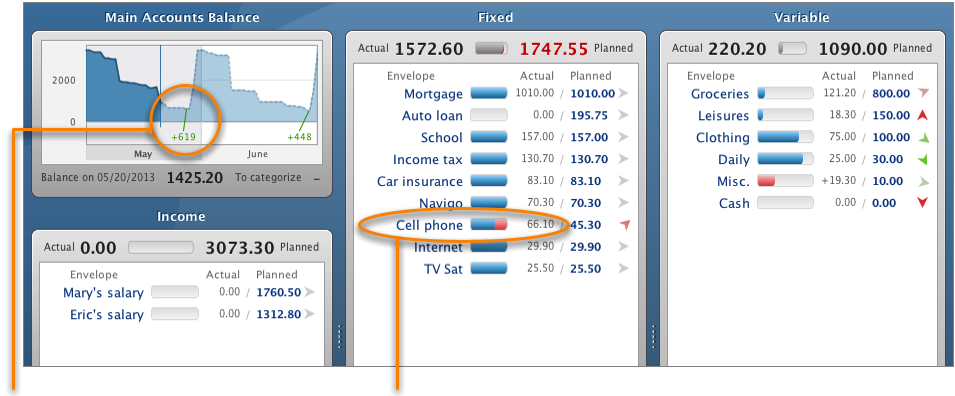 Main Accounts Balance
2000
0
+619
+448
May
June
Balance on 05/20/2013 1425.20 To categorize –
Income
Actual 0.00 3073.30 Planned
Envelope Actual Planned
Mary's salary 0.00 / 1760.50
Eric's salary 0.00 / 1312.80
Fixed
Actual 1572.60 1747.55 Planned
Envelope Actual Planned
Mortgage 1010.00 / 1010.00
Auto loan 0.00 / 195.75
School 157.00 / 157.00
Income tax 130.70 / 130.70
Car insurance 83.10 / 83.10
Navigo 70.30 / 70.30
Cell phone 66.10 / 45.30
Internet 29.90 / 29.90
TV Sat 25.50 / 25.50
Variable
Actual 220.20 1090.00 Planned
Envelope Actual Planned
Groceries 121.20 / 800.00
Leisures 18.30 / 150.00
Clothing 75.00 / 100.00
Daily 25.00 / 30.00
Misc. +19.30 / 10.00
Cash 0.00 / 0.00